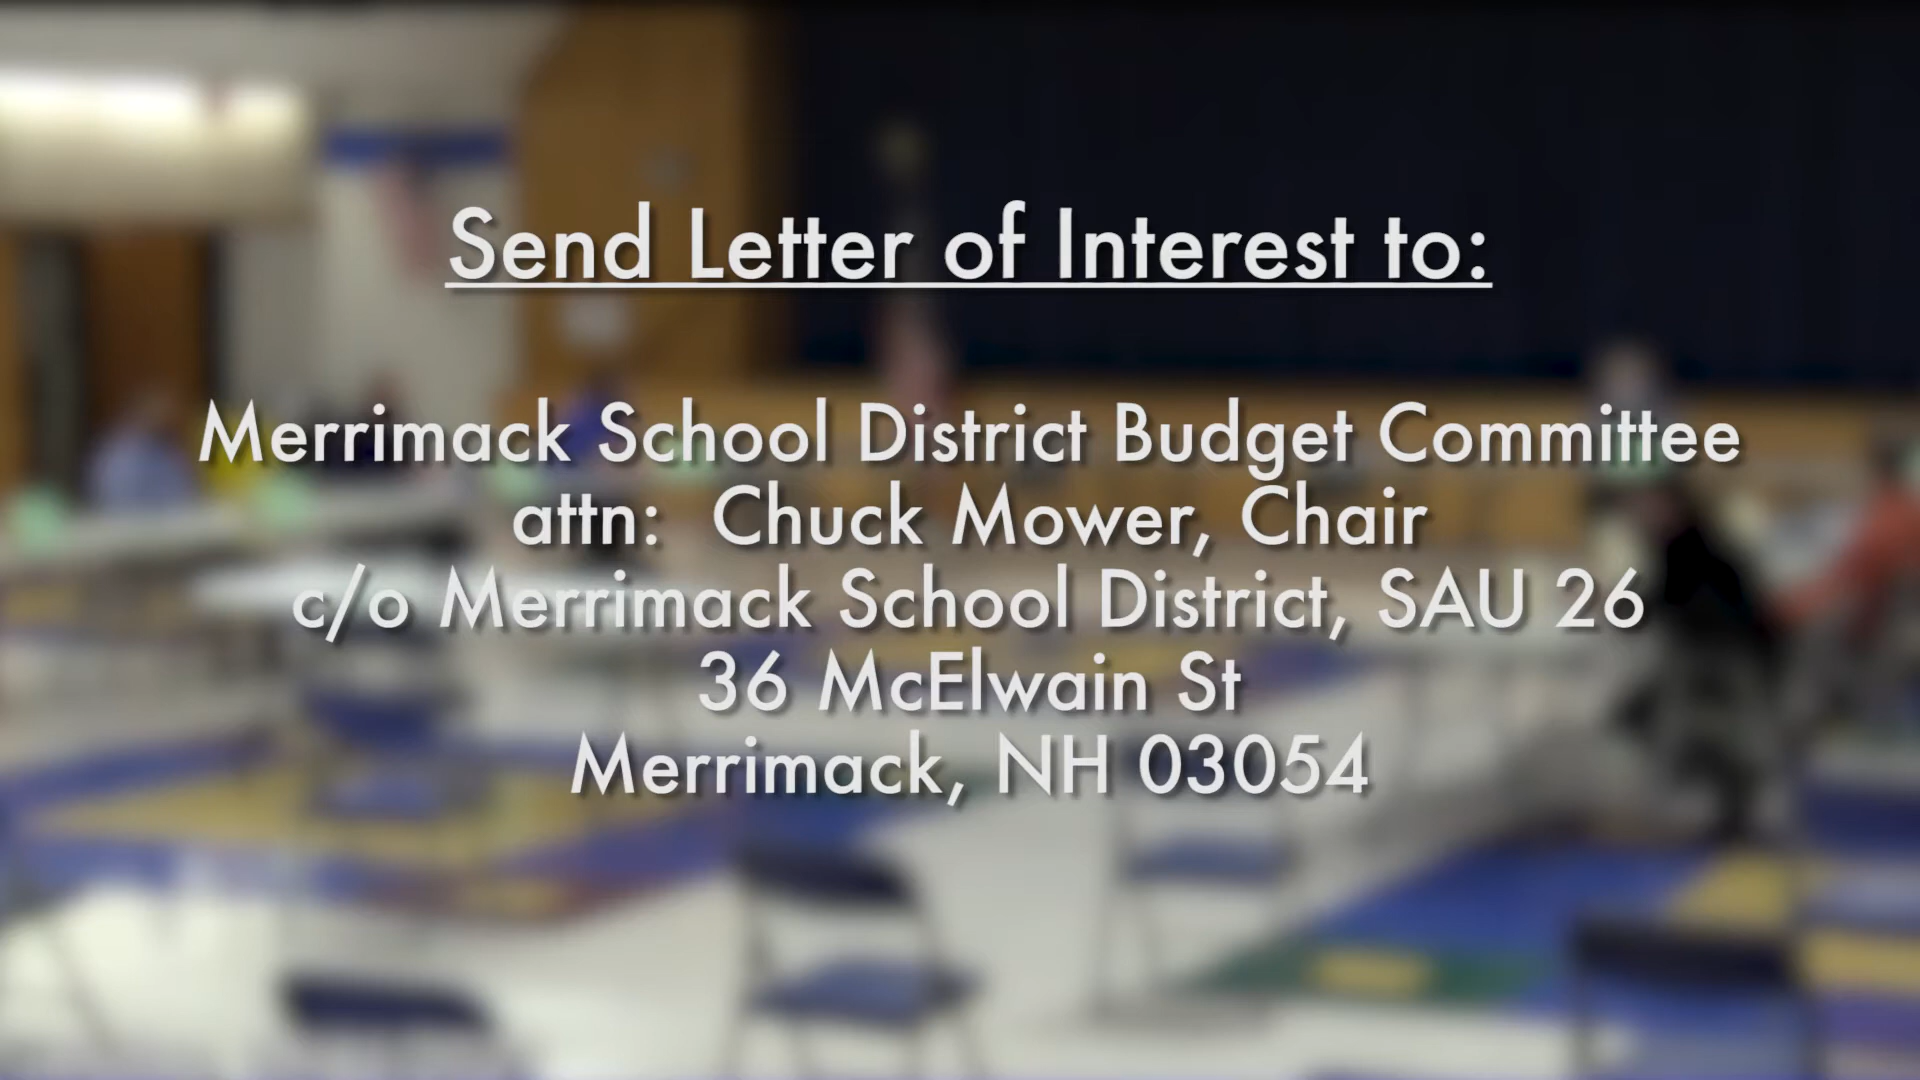 Send Letter of Interest to:
Merrimack School District Budget Committee
attn: Chuck Mower, Chair
c/o Merrimack School District, SAU 26
36 McElwain St
Merrimack, NH 03054